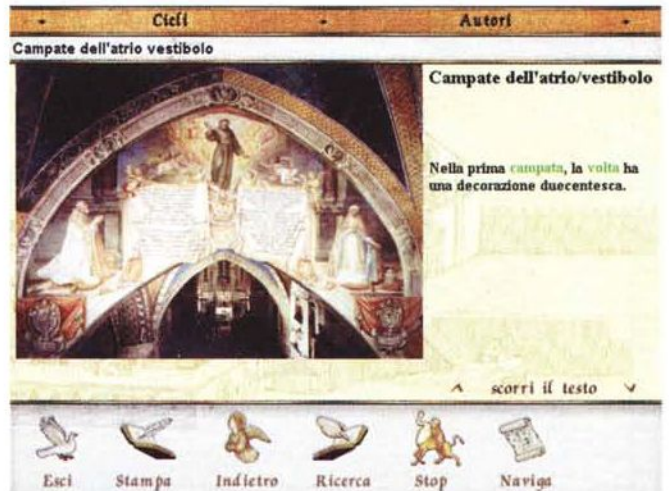 Cicli Autori
Campate dell'atrio vestibolo
Campate dell'atrio/vestibolo
Nella prima campata, la volta ha
una decorazione duecentesca.
scorri il testo
Esci Stampa Indietro Ricerca Stop Naviga